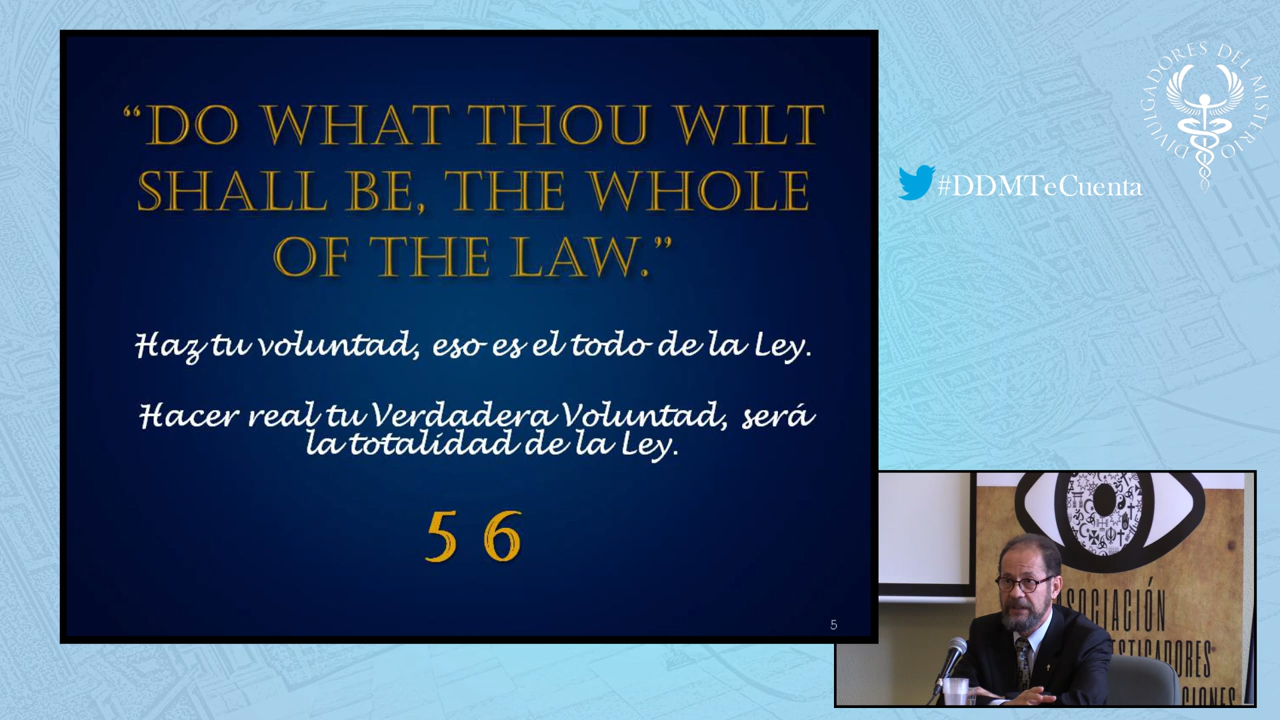 “DO WHAT THOU WILT
SHALL BE, THE WHOLE
OF THE LAW.”
Haz tu voluntad, eso es el todo de la Ley.
Hacer real tu Verdadera Voluntad, será
la totalidad de la Ley.
5 6
5
DIVULGADORES DEL MISTERIO
#DDMTeCuenta
ASOCIACIÓN